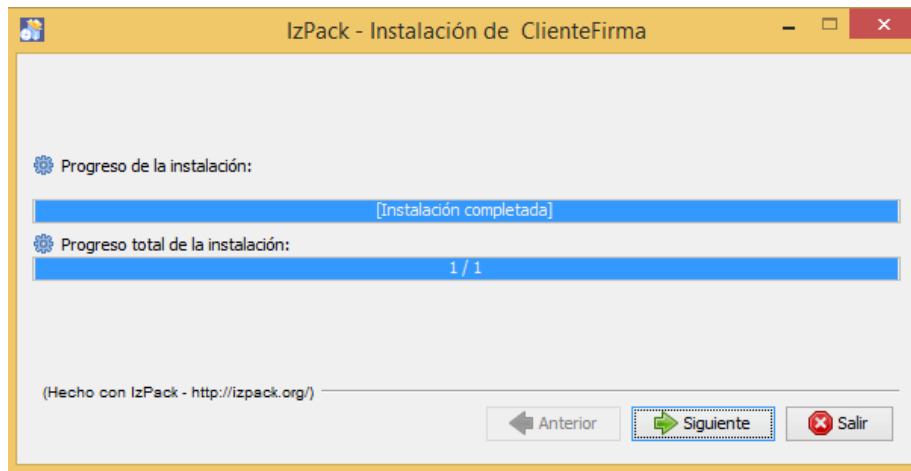 IzPack - Instalación de ClienteFirma
Progreso de la instalación:
[Instalación completada]
Progreso total de la instalación:
1 / 1
(Hecho con IzPack - http://izpack.org/)
Anterior Siguiente Salir